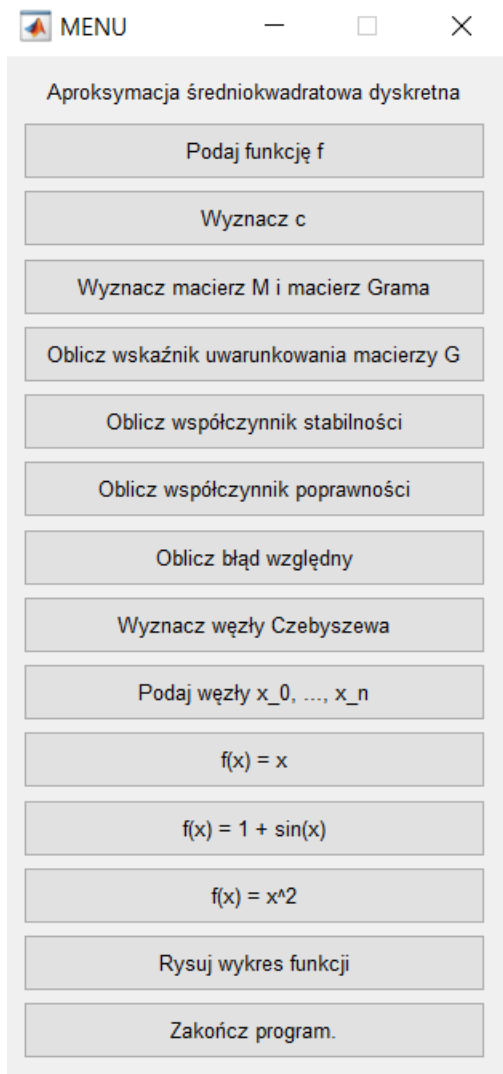 MENU
Aproksymacja średniokwadratowa dyskretna
Podaj funkcję f
Wyznacz c
Wyznacz macierz M i macierz Grama
Oblicz wskaźnik uwarunkowania macierzy G
Oblicz współczynnik stabilności
Oblicz współczynnik poprawności
Oblicz błąd względny
Wyznacz węzły Czebyszewa
Podaj węzły x_0, ..., x_n
f(x) = x
f(x) = 1 + sin(x)
f(x) = x^2
Rysuj wykres funkcji
Zakończ program.